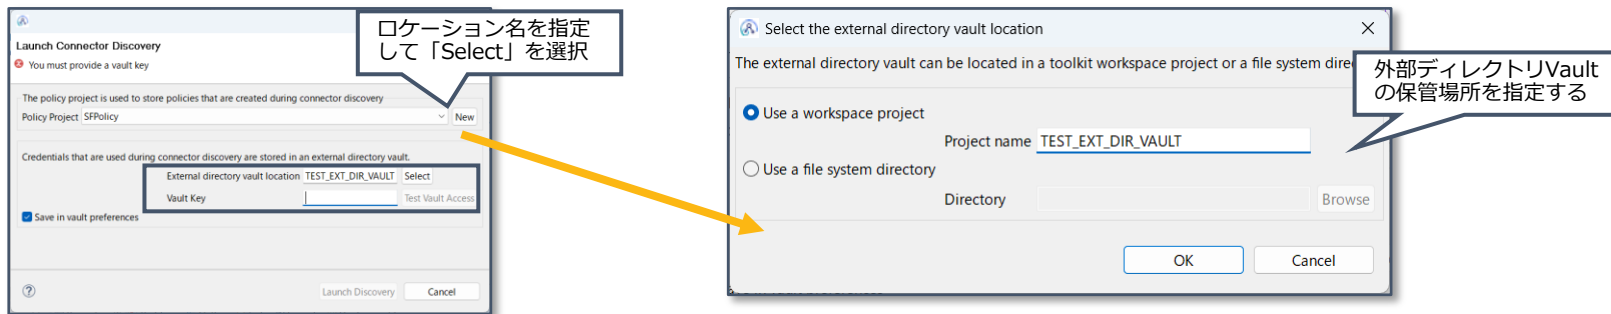 Launch Connector Discovery
You must provide a vault key
ロケーション名を指定
して「Select」を選択
The policy project is used to store policies that are created during connector discovery
Policy Project SFPolicy New
Credentials that are used during connector discovery are stored in an external directory vault.
External directory vault location TEST_EXT_DIR_VAULT Select
Vault Key Test Vault Access
Save in vault preferences
Launch Discovery Cancel
Select the external directory vault location
The external directory vault can be located in a toolkit workspace project or a file system direc
外部ディレクトリVault
の保管場所を指定する
Use a workspace project
Project name TEST_EXT_DIR_VAULT
Use a file system directory
Directory Browse
OK Cancel